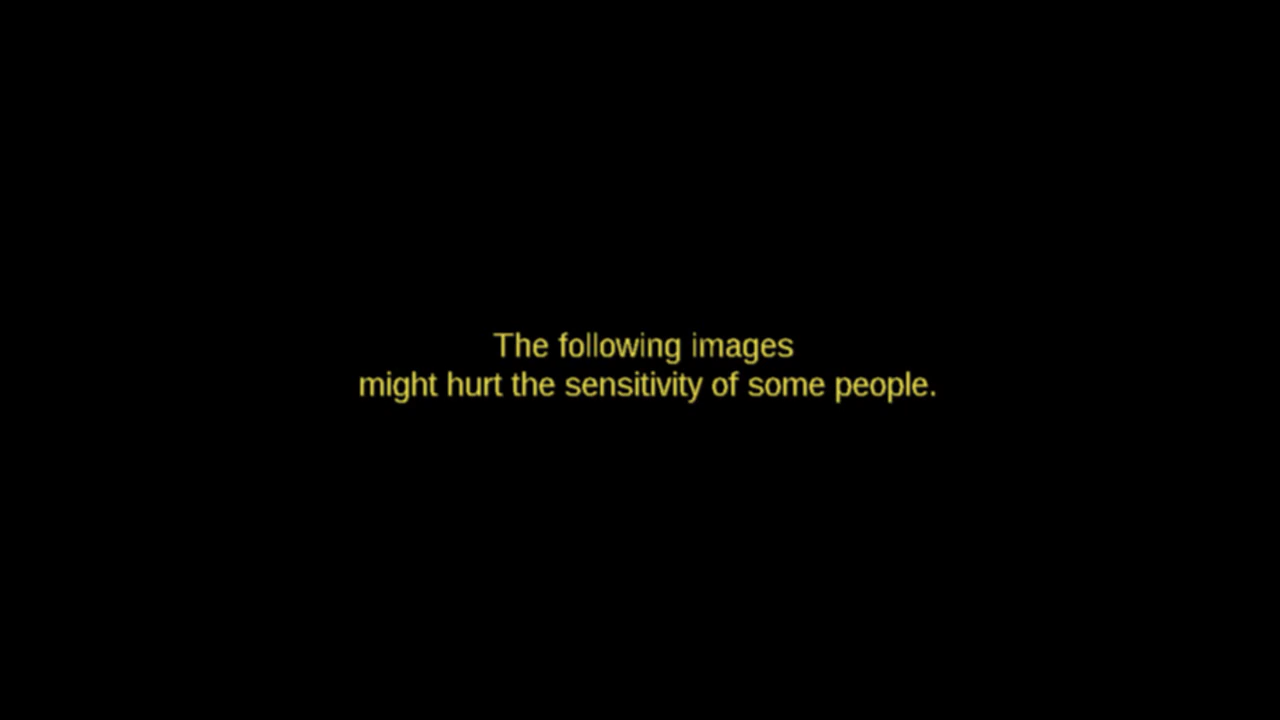 The following images
might hurt the sensitivity of some people.